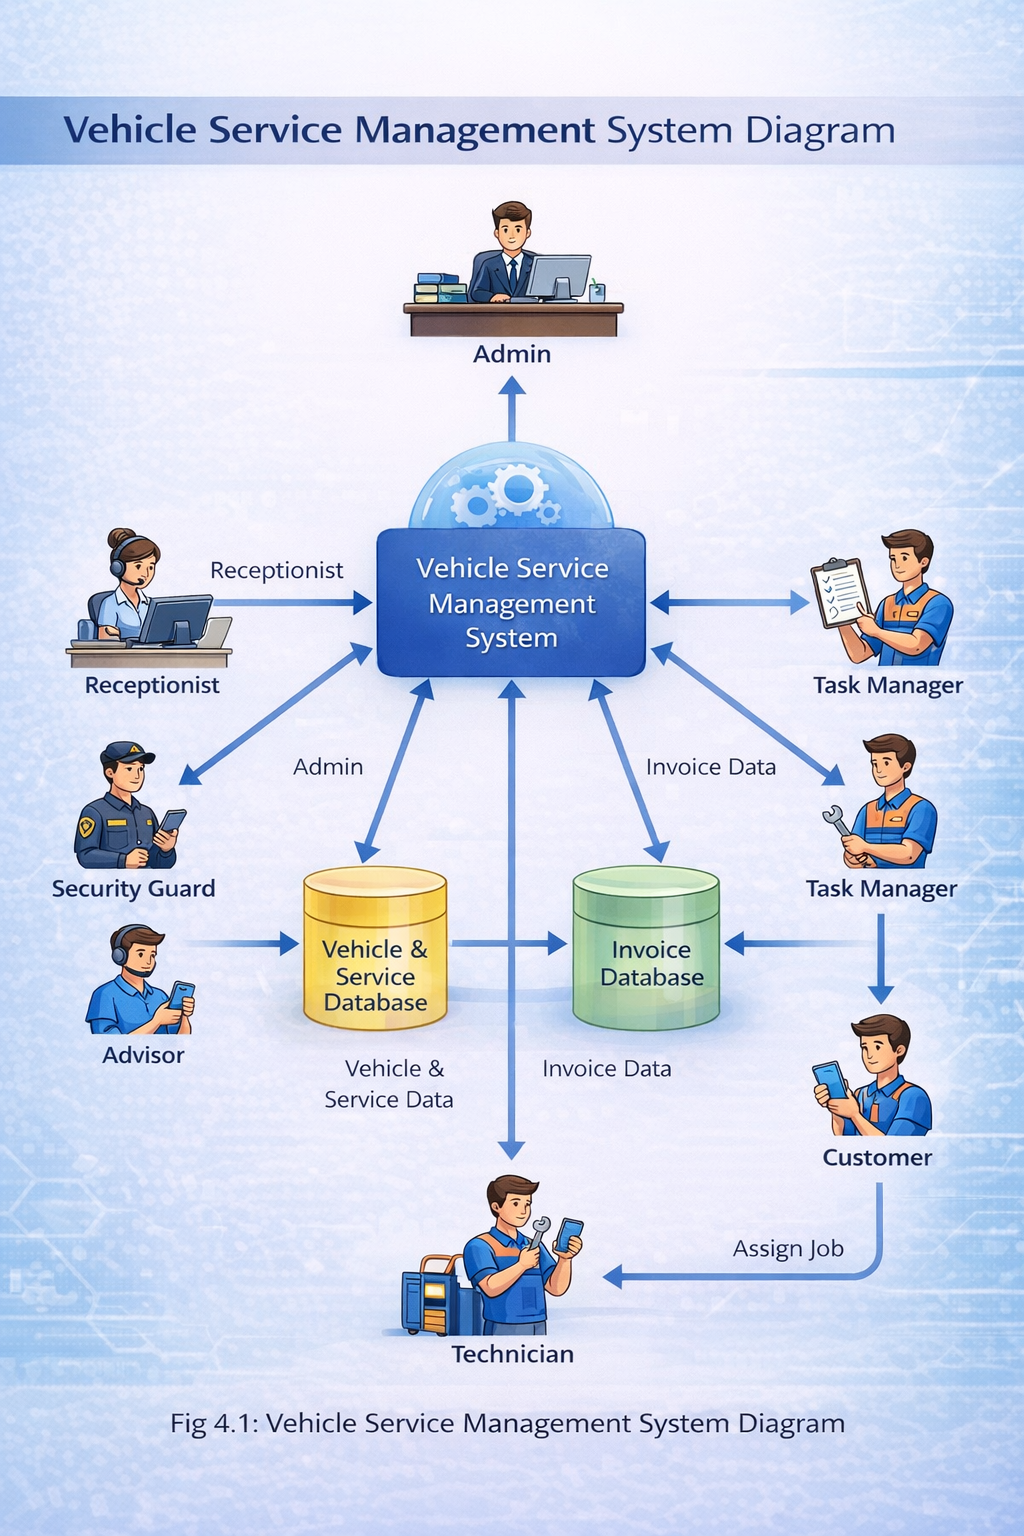 Vehicle Service Management System Diagram
Admin
Receptionist
Vehicle Service
Management
System
Receptionist
Task Manager
Admin
Invoice Data
Security Guard
Task Manager
Vehicle &
Service
Database
Invoice
Database
Advisor
Vehicle &
Service Data
Invoice Data
Customer
Assign Job
Technician
Fig 4.1: Vehicle Service Management System Diagram